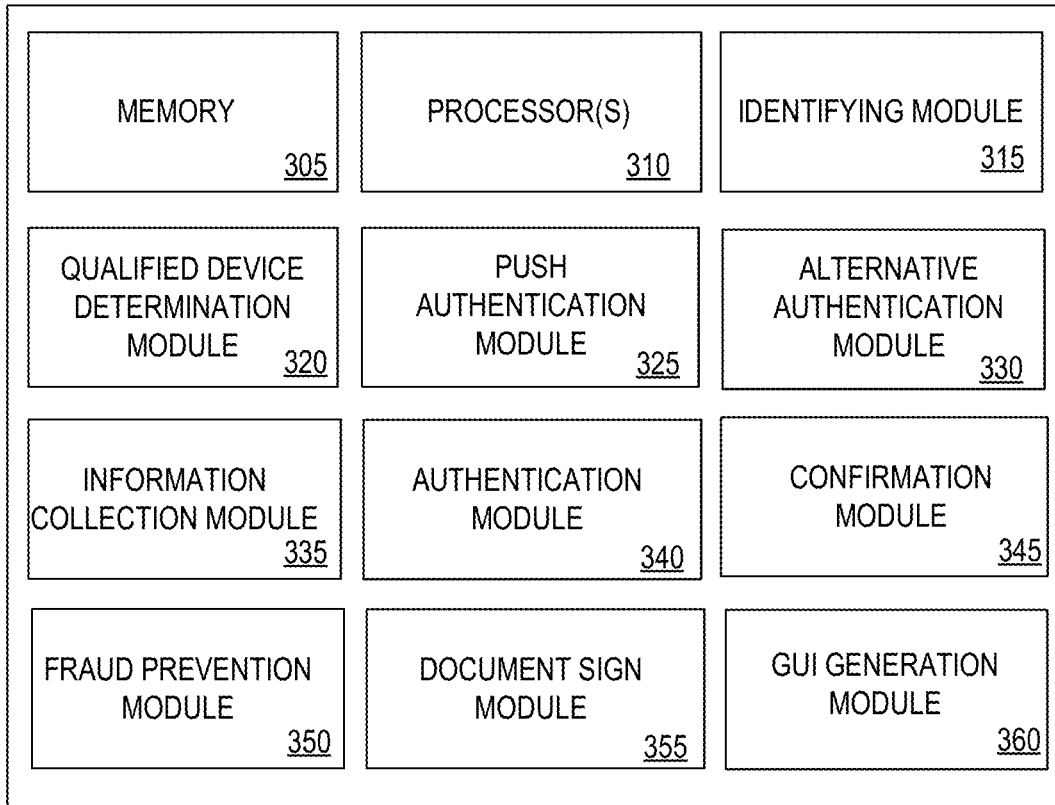 MEMORY
305
PROCESSOR(S)
310
IDENTIFYING MODULE
315
QUALIFIED DEVICE
DETERMINATION
MODULE
320
PUSH
AUTHENTICATION
MODULE
325
ALTERNATIVE
AUTHENTICATION
MODULE
330
INFORMATION
COLLECTION MODULE
335
AUTHENTICATION
MODULE
340
CONFIRMATION
MODULE
345
FRAUD PREVENTION
MODULE
350
DOCUMENT SIGN
MODULE
355
GUI GENERATION
MODULE
360